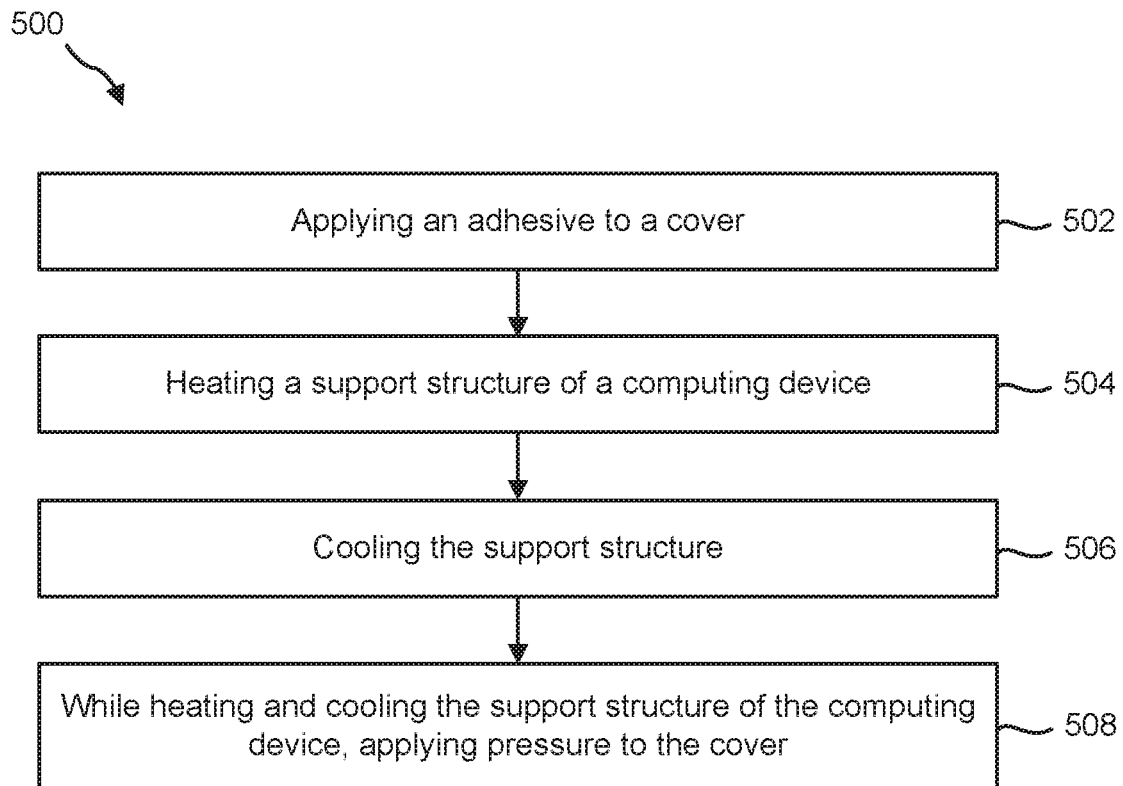 500
Applying an adhesive to a cover
502
Heating a support structure of a computing device
504
Cooling the support structure
506
While heating and cooling the support structure of the computing
device, applying pressure to the cover
508